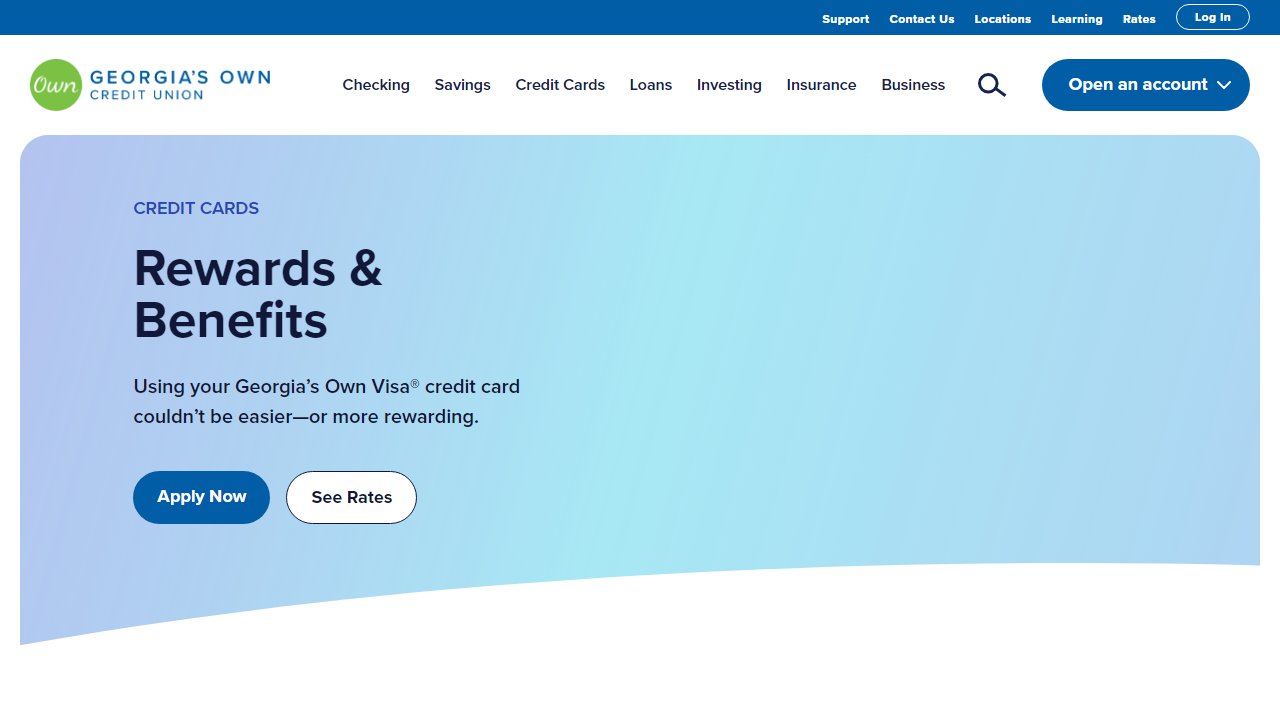 Support Contact Us Locations Learning Rates Log In
Own GEORGIA'S OWN
CREDIT UNION
Checking Savings Credit Cards Loans Investing Insurance Business Open an account
CREDIT CARDS
Rewards &
Benefits
Using your Georgia’s Own Visa® credit card
couldn’t be easier—or more rewarding.
Apply Now See Rates